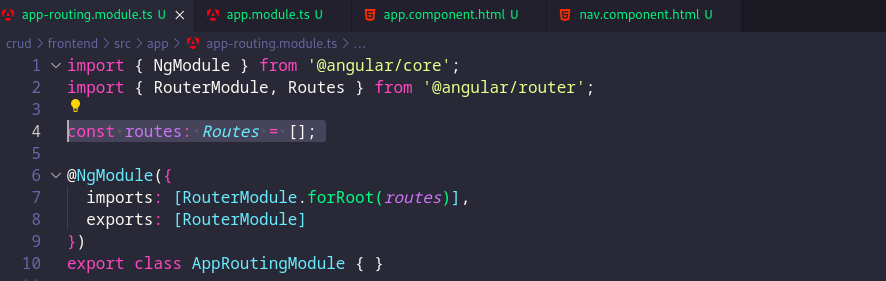 app-routing.module.ts U
app.module.ts U
app.component.html U
nav.component.html U
crud > frontend > src > app > app-routing.module.ts > ...
1 import { NgModule } from '@angular/core';
2 import { RouterModule, Routes } from '@angular/router';
3
4 const routes: Routes = [];
5
6 @NgModule({
7 imports: [RouterModule.forRoot(routes)],
8 exports: [RouterModule]
9 })
10 export class AppRoutingModule { }